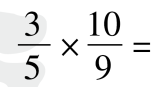 3/5 × 10/9 =